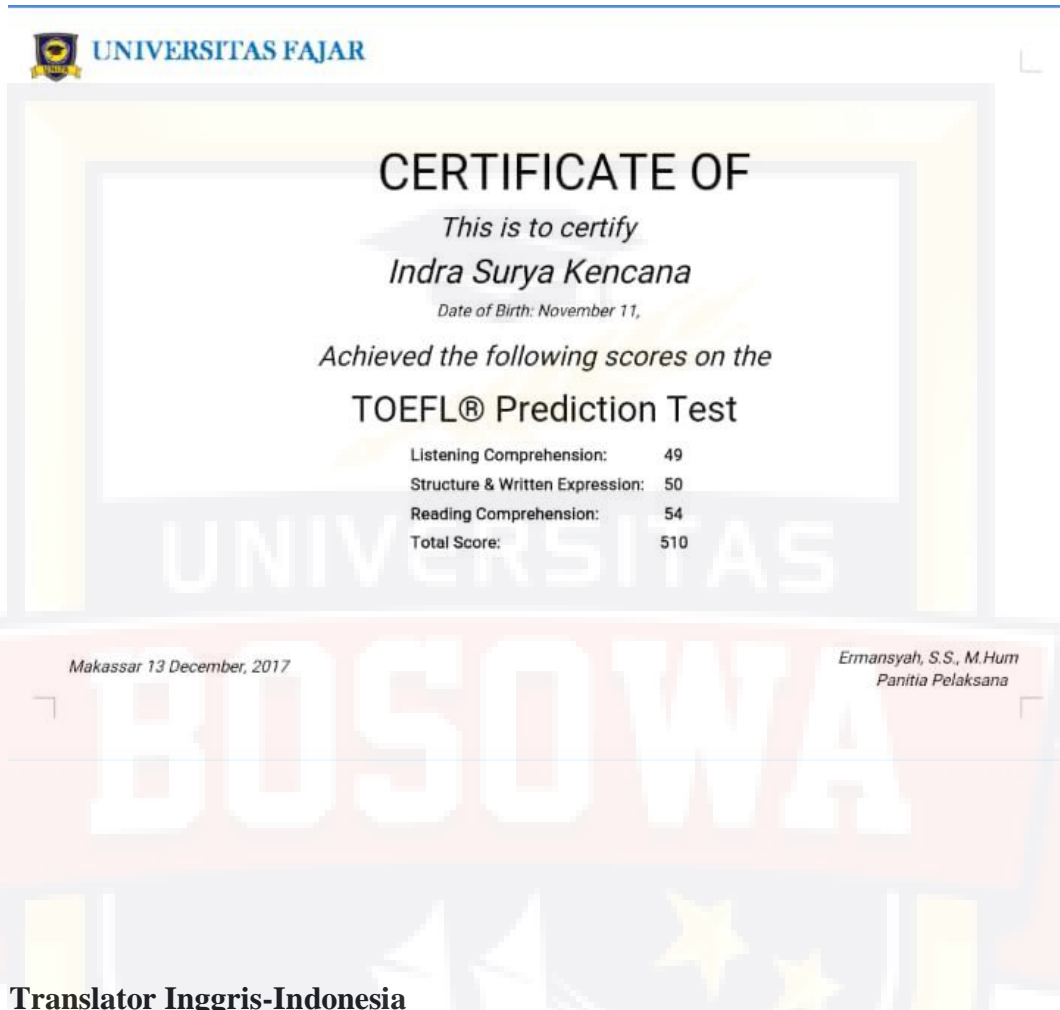 UNIVERSITAS FAJAR
CERTIFICATE OF
This is to certify
Indra Surya Kencana
Date of Birth: November 11,
Achieved the following scores on the
TOEFL® Prediction Test
Listening Comprehension: 49
Structure & Written Expression: 50
Reading Comprehension: 54
Total Score: 510
UNIVERSITAS
Makassar 13 December, 2017
Ermansyah, S.S., M.Hum
Panitia Pelaksana
BOSOWA
Translator Inggris-Indonesia